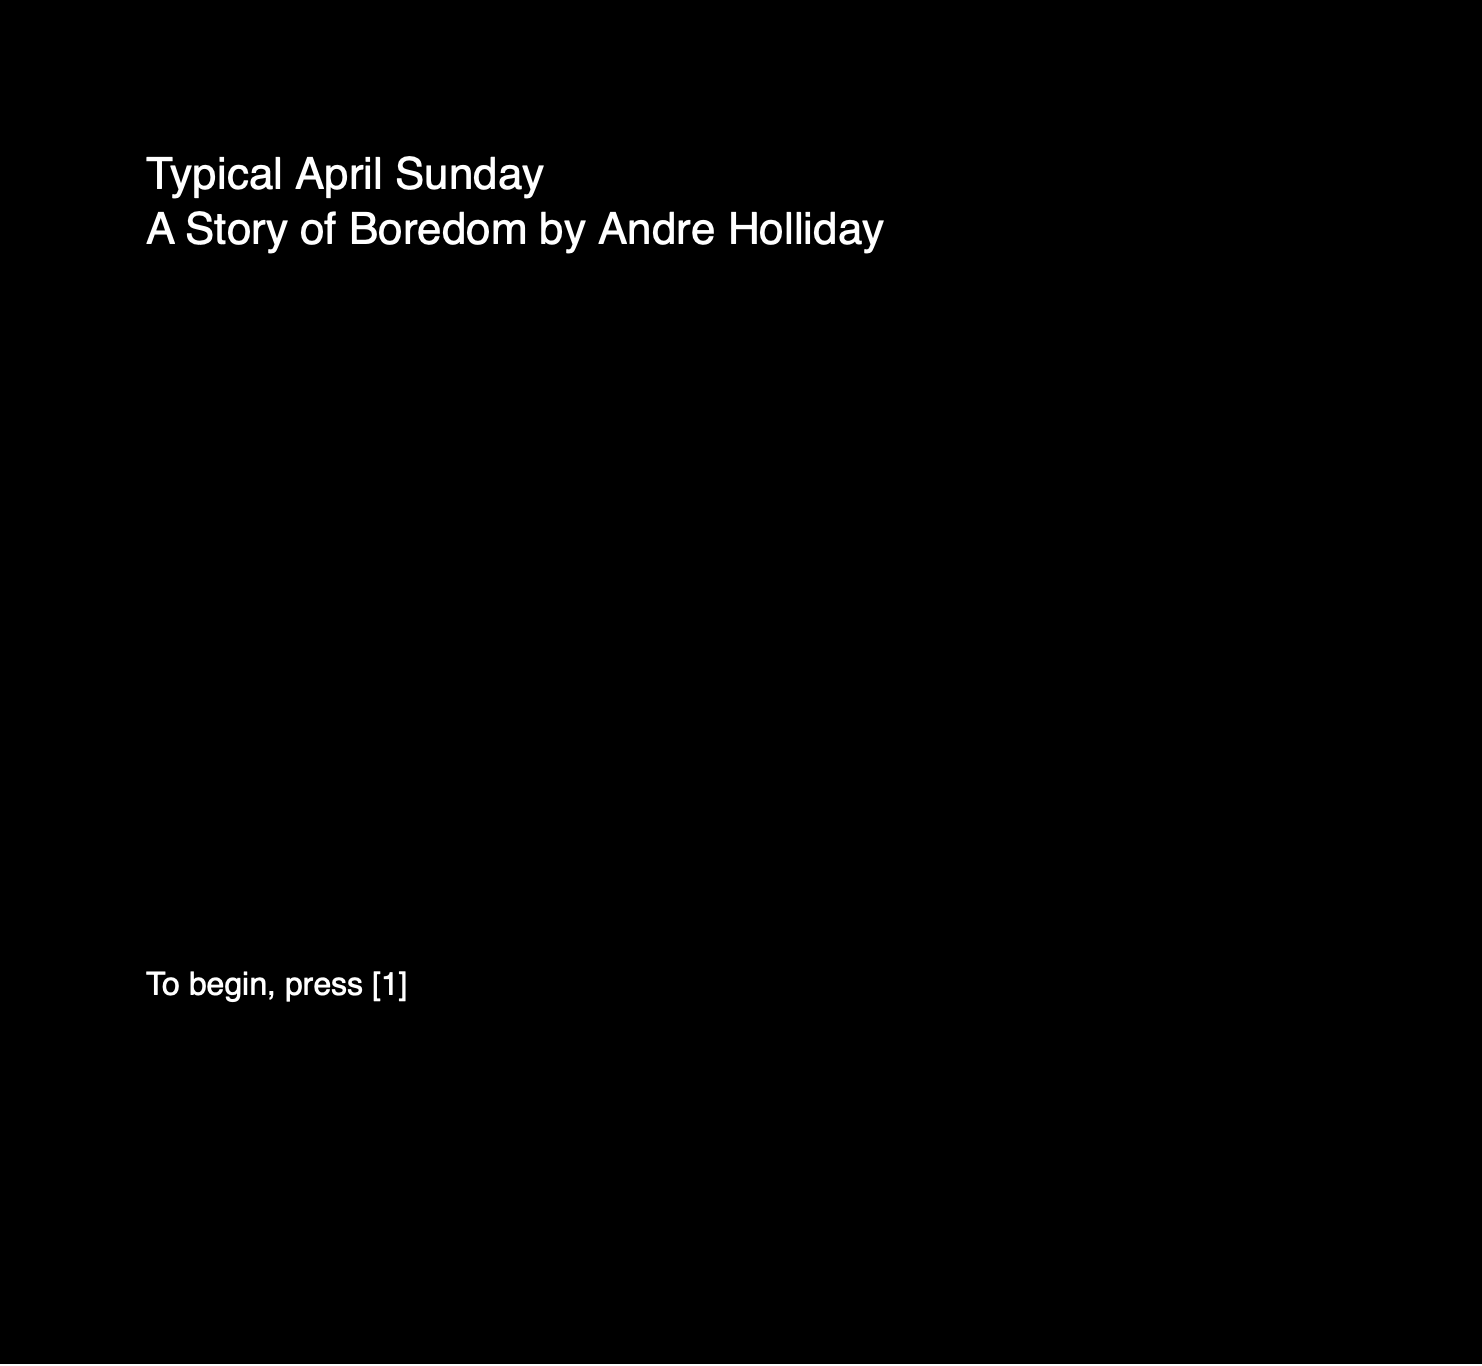 Typical April Sunday
A Story of Boredom by Andre Holliday
To begin, press [1]